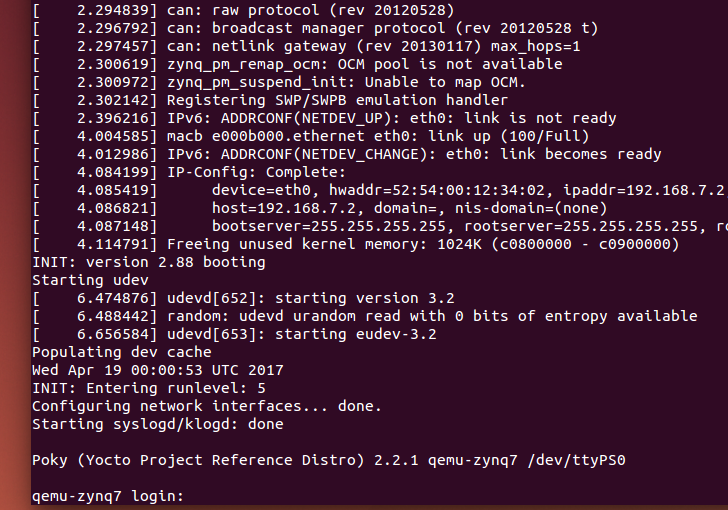 [    2.294839] can: raw protocol (rev 20120528)
[    2.296792] can: broadcast manager protocol (rev 20120528 t)
[    2.297457] can: netlink gateway (rev 20130117) max_hops=1
[    2.300619] zynq_pm_remap_ocm: OCM pool is not available
[    2.300972] zynq_pm_suspend_init: Unable to map OCM.
[    2.302142] Registering SWP/SWPB emulation handler
[    2.396216] IPv6: ADDRCONF(NETDEV_UP): eth0: link is not ready
[    4.004585] macb e000b000.ethernet eth0: link up (100/Full)
[    4.012986] IPv6: ADDRCONF(NETDEV_CHANGE): eth0: link becomes ready
[    4.084199] IP-Config: Complete:
[    4.085419]      device=eth0, hwaddr=52:54:00:12:34:02, ipaddr=192.168.7.2,
[    4.086821]      host=192.168.7.2, domain=, nis-domain=(none)
[    4.087148]      bootserver=255.255.255.255, rootserver=255.255.255.255,
[    4.114791] Freeing unused kernel memory: 1024K (c0800000 - c0900000)
INIT: version 2.88 booting
Starting udev
[    6.474876] udevd[652]: starting version 3.2
[    6.488442] random: udevd urandom read with 0 bits of entropy available
[    6.656584] udevd[653]: starting eudev-3.2
Populating dev cache
Wed Apr 19 00:00:53 UTC 2017
INIT: Entering runlevel: 5
Configuring network interfaces... done.
Starting syslogd/klogd: done
Poky (Yocto Project Reference Distro) 2.2.1 qemu-zynq7 /dev/ttyPS0
qemu-zynq7 login: